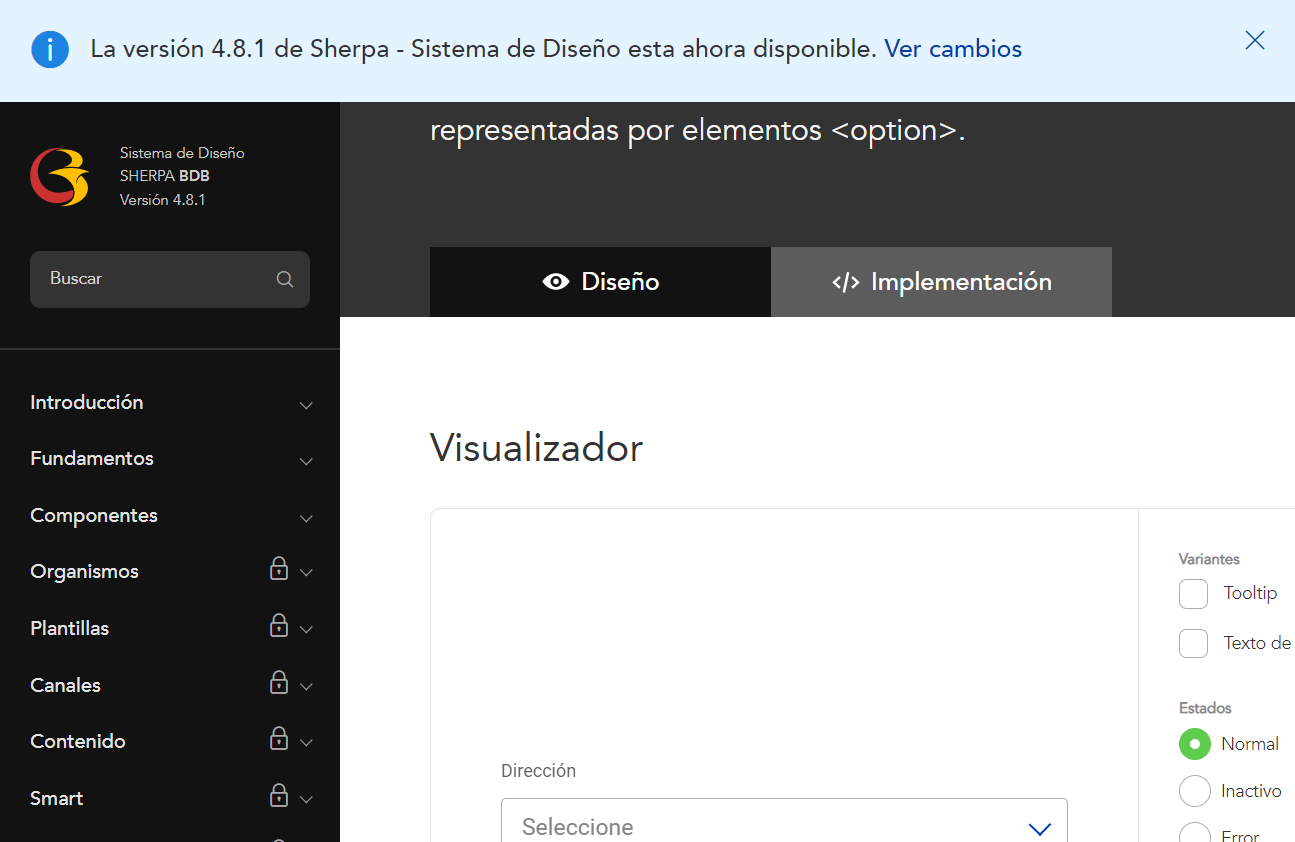 La versión 4.8.1 de Sherpa - Sistema de Diseño esta ahora disponible. Ver cambios
Sistema de Diseño
SHERPA BDB
Versión 4.8.1
Buscar
Introducción
Fundamentos
Componentes
Organismos
Plantillas
Canales
Contenido
Smart
representadas por elementos <option>.
Diseño
</> Implementación
Visualizador
Dirección
Seleccione
Variantes
Tooltip
Texto de
Estados
Normal
Inactivo
Error